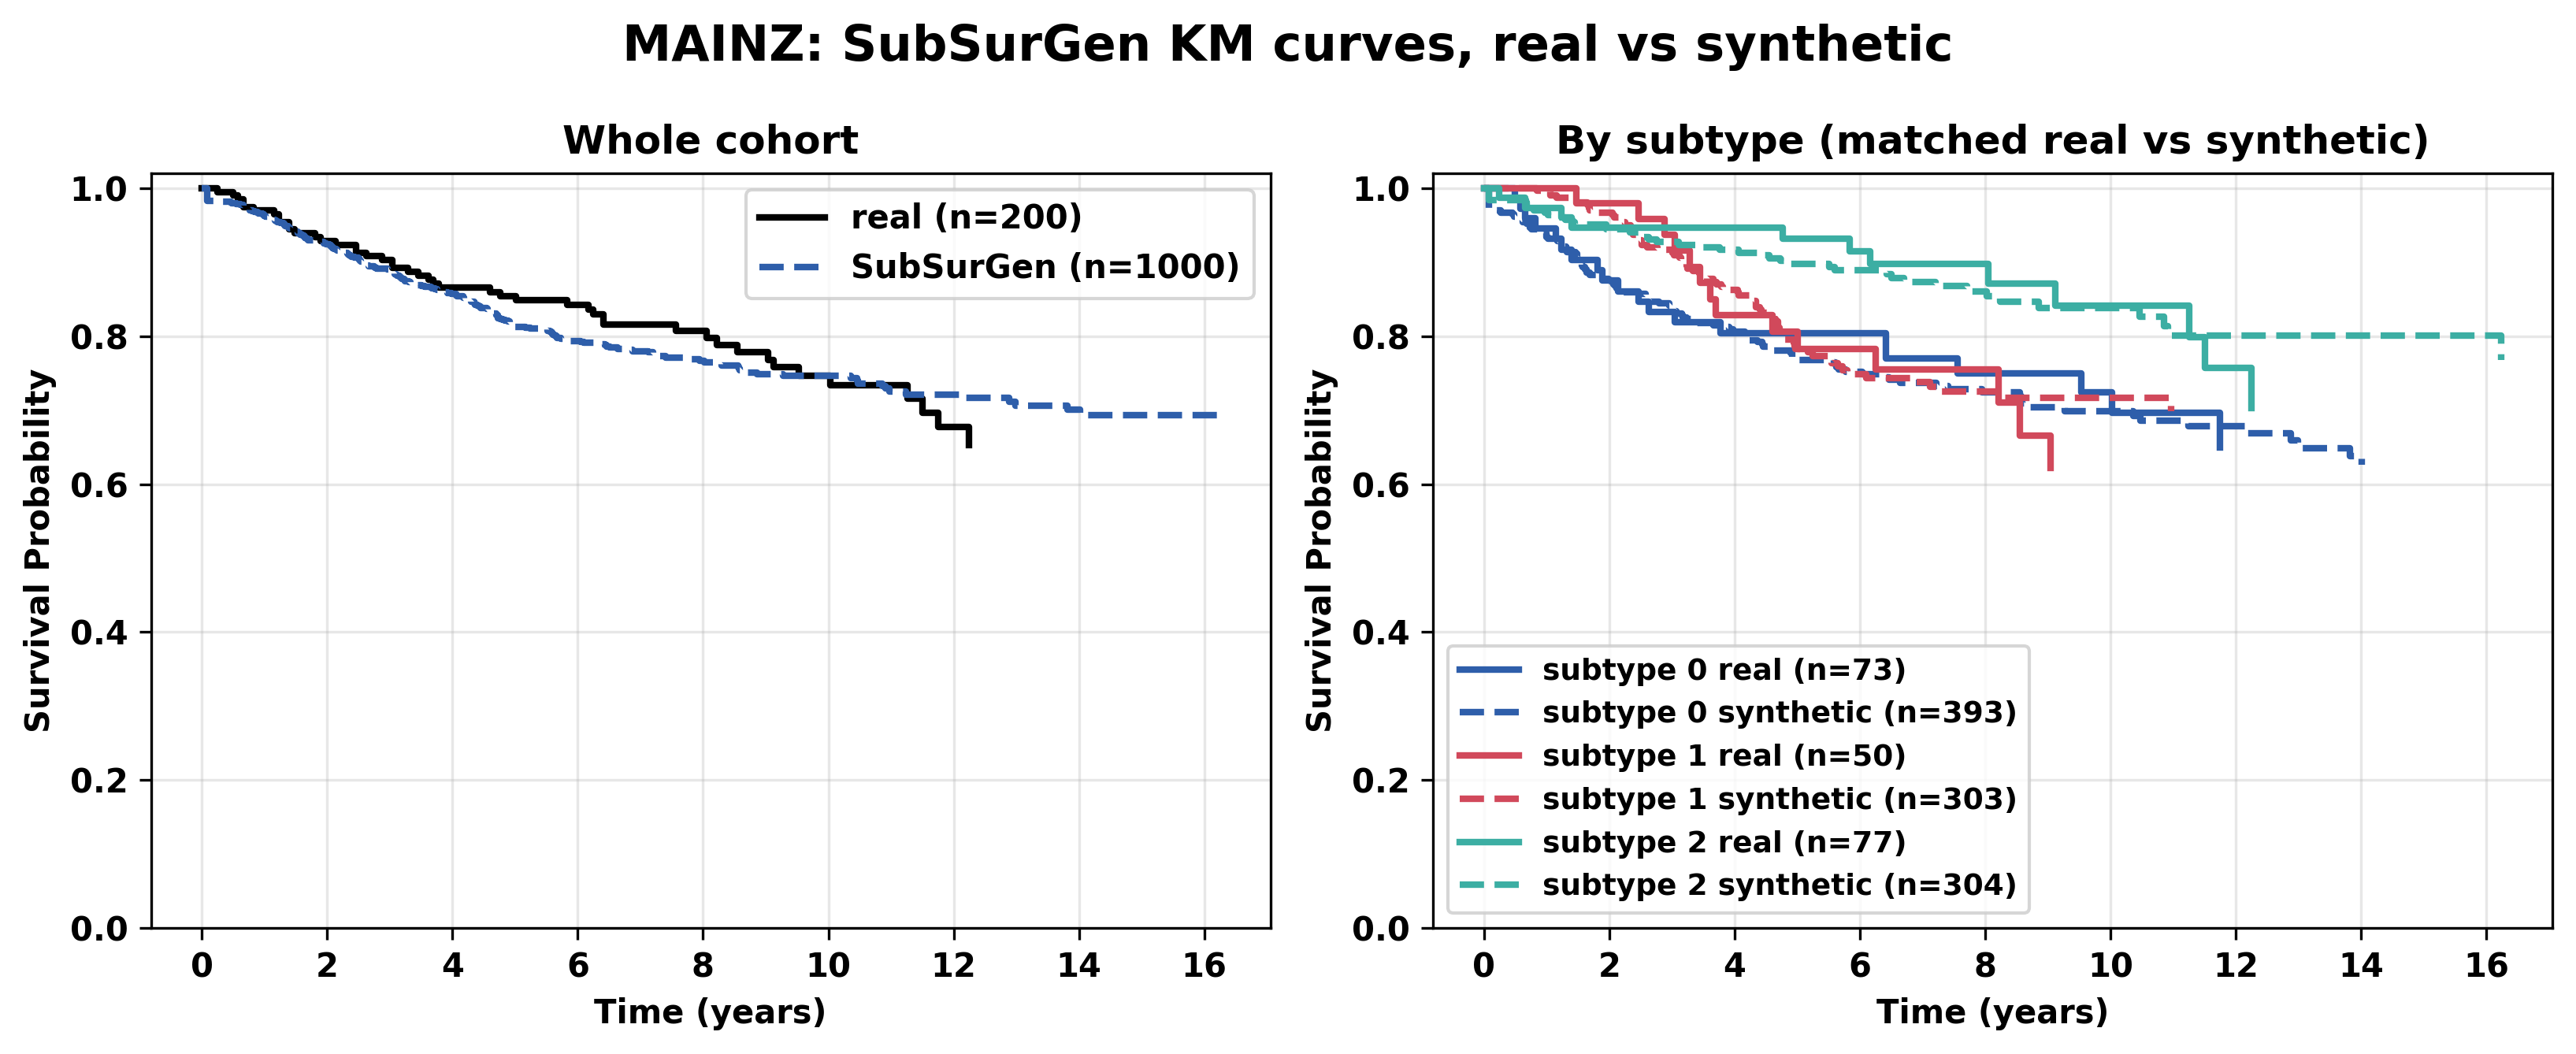 MAINZ: SubSurGen KM curves, real vs synthetic
Whole cohort
Survival Probability
1.0
0.8
0.6
0.4
0.2
0.0
real (n=200)
SubSurGen (n=1000)
0 2 4 6 8 10 12 14 16
Time (years)
By subtype (matched real vs synthetic)
Survival Probability
1.0
0.8
0.6
0.4
0.2
0.0
subtype 0 real (n=73)
subtype 0 synthetic (n=393)
subtype 1 real (n=50)
subtype 1 synthetic (n=303)
subtype 2 real (n=77)
subtype 2 synthetic (n=304)
0 2 4 6 8 10 12 14 16
Time (years)